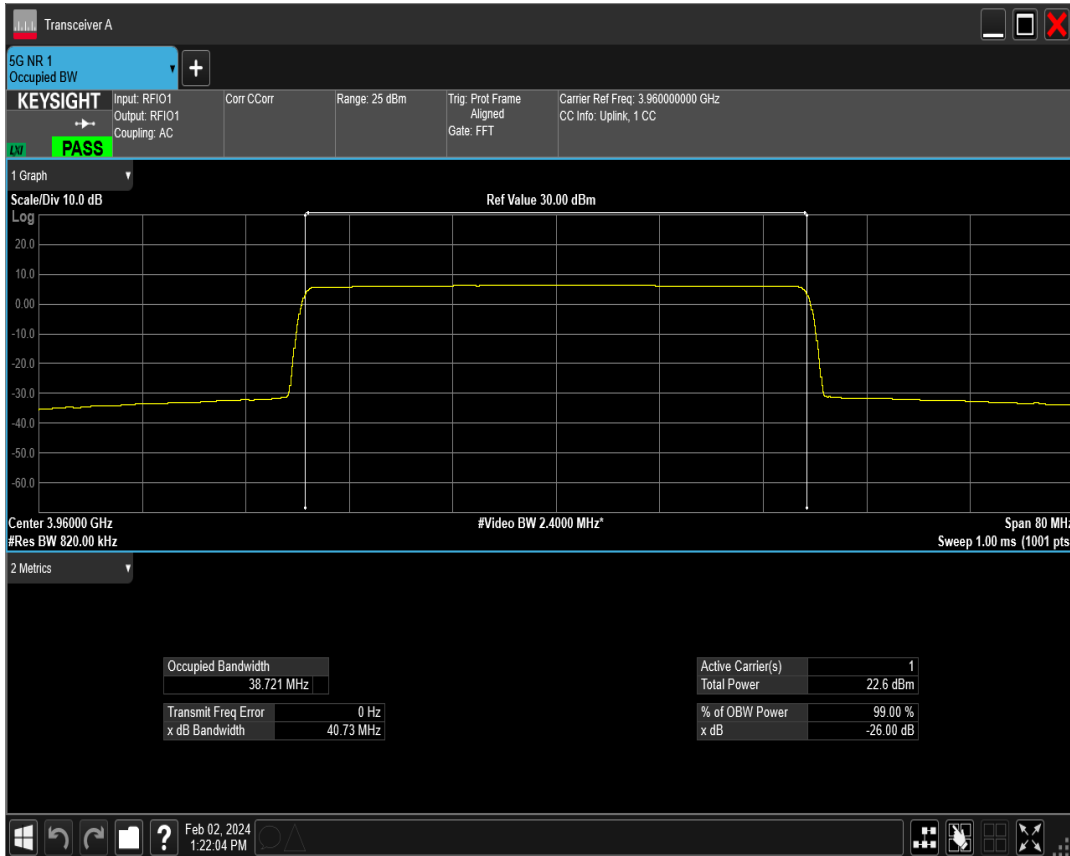 Transceiver A
5G NR 1
Occupied BW
+
KEYSIGHT
LXI
PASS
Input: RFIO1
Output: RFIO1
Coupling: AC
Corr CCorr
Range: 25 dBm
Trig: Prot Frame
Aligned
Gate: FFT
Carrier Ref Freq: 3.960000000 GHz
CC Info: Uplink, 1 CC
1 Graph
Scale/Div 10.0 dB
Ref Value 30.00 dBm
Log
20.0
10.0
0.00
-10.0
-20.0
-30.0
-40.0
-50.0
-60.0
Center 3.96000 GHz
#Video BW 2.4000 MHz*
Span 80 MHz
#Res BW 820.00 kHz
Sweep 1.00 ms (1001 pts
2 Metrics
Occupied Bandwidth
38.721 MHz
Transmit Freq Error 0 Hz
x dB Bandwidth 40.73 MHz
Active Carrier(s) 1
Total Power 22.6 dBm
% of OBW Power 99.00 %
x dB -26.00 dB
?
Feb 02, 2024
1:22:04 PM